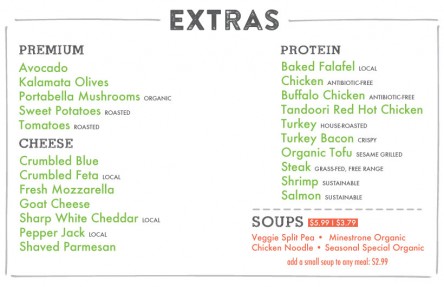 EXTRAS
PREMIUM
Avocado
Kalamata Olives
Portabella Mushrooms ORGANIC
Sweet Potatoes ROASTED
Tomatoes ROASTED
CHEESE
Crumbled Blue
Crumbled Feta LOCAL
Fresh Mozzarella
Goat Cheese
Sharp White Cheddar LOCAL
Pepper Jack LOCAL
Shaved Parmesan
PROTEIN
Baked Falafel LOCAL
Chicken ANTIBIOTIC-FREE
Buffalo Chicken ANTIBIOTIC-FREE
Tandoori Red Hot Chicken
Turkey HOUSE-ROASTED
Turkey Bacon CRISPY
Organic Tofu SESAME GRILLED
Steak GRASS-FED, FREE RANGE
Shrimp SUSTAINABLE
Salmon SUSTAINABLE
SOUPS $5.99 | $3.79
Veggie Split Pea • Minestrone Organic
Chicken Noodle • Seasonal Special Organic
add a small soup to any meal: $2.99